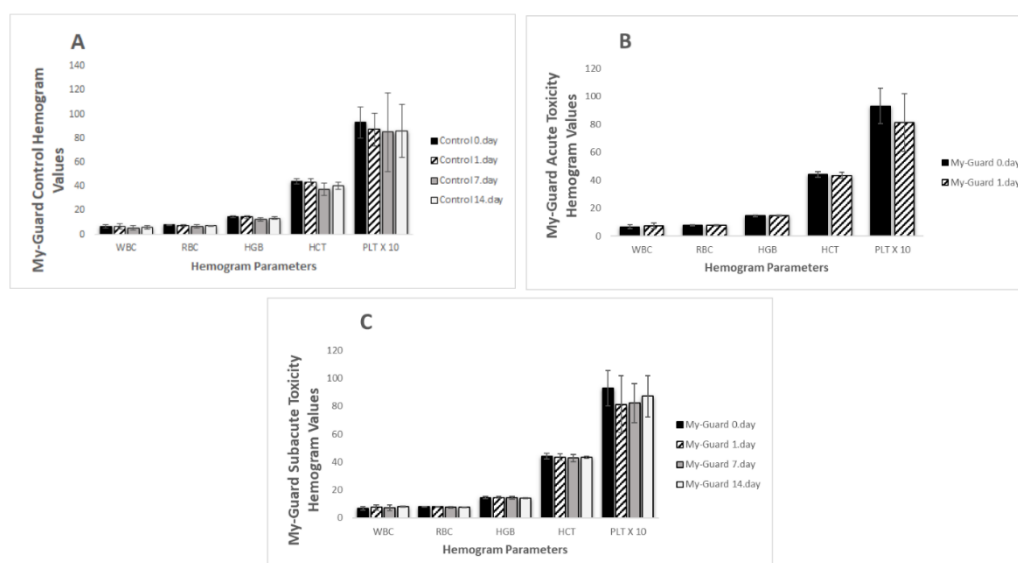 A
My-Guard Control Hemogram
Values
120
100
80
60
40
20
0
WBC
RBC
HGB
HCT
PLT X 10
Hemogram Parameters
Control 0.day
Control 1.day
Control 7.day
Control 14.day
B
My-Guard Acute Toxicity
Hemogram Values
120
100
80
60
40
20
0
WBC
RBC
HGB
HCT
PLT X 10
Hemogram Parameters
My-Guard 0.day
My-Guard 1.day
C
My-Guard Subacute Toxicity
Hemogram Values
120
100
80
60
40
20
0
WBC
RBC
HGB
HCT
PLT X 10
Hemogram Parameters
My-Guard 0.day
My-Guard 1.day
My-Guard 7.day
My-Guard 14.day